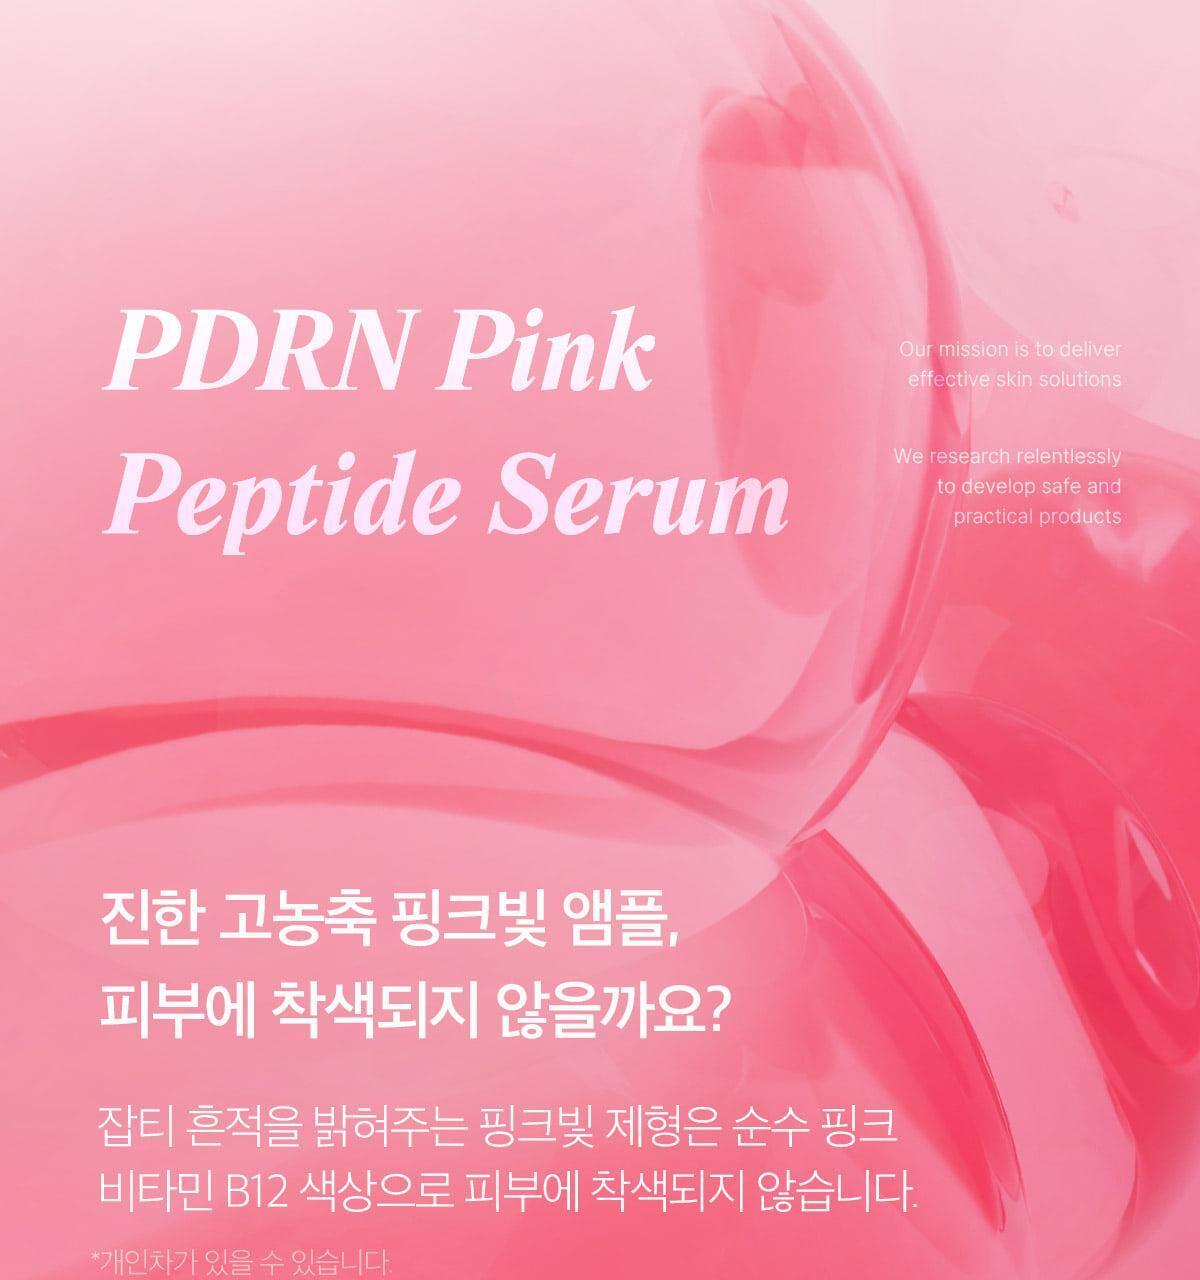 PDRN Pink
Peptide Serum
Our mission is to deliver
effective skin solutions
We research relentlessly
to develop safe and
practical products
진한 고농축 핑크빛 앰플,
피부에 착색되지 않을까요?
잡티 흔적을 밝혀주는 핑크빛 제형은 순수 핑크
비타민 B12 색상으로 피부에 착색되지 않습니다.
*개인차가 있을 수 있습니다.